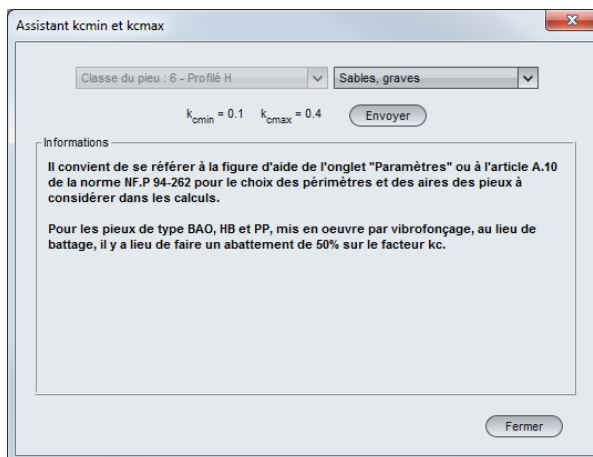 Assistant kcmin et kcmax
Classe du pieu : 6 - Profilé H
Sables, graves
kcmin = 0.1 kcmax = 0.4 Envoyer
Informations
Il convient de se référer à la figure d'aide de l'onglet "Paramètres" ou à l'article A.10
de la norme NF.P 94-262 pour le choix des périmètres et des aires des pieux à
considérer dans les calculs.
Pour les pieux de type BAO, HB et PP, mis en oeuvre par vibrofonçage, au lieu de
battage, il y a lieu de faire un abattement de 50% sur le facteur kc.
Fermer